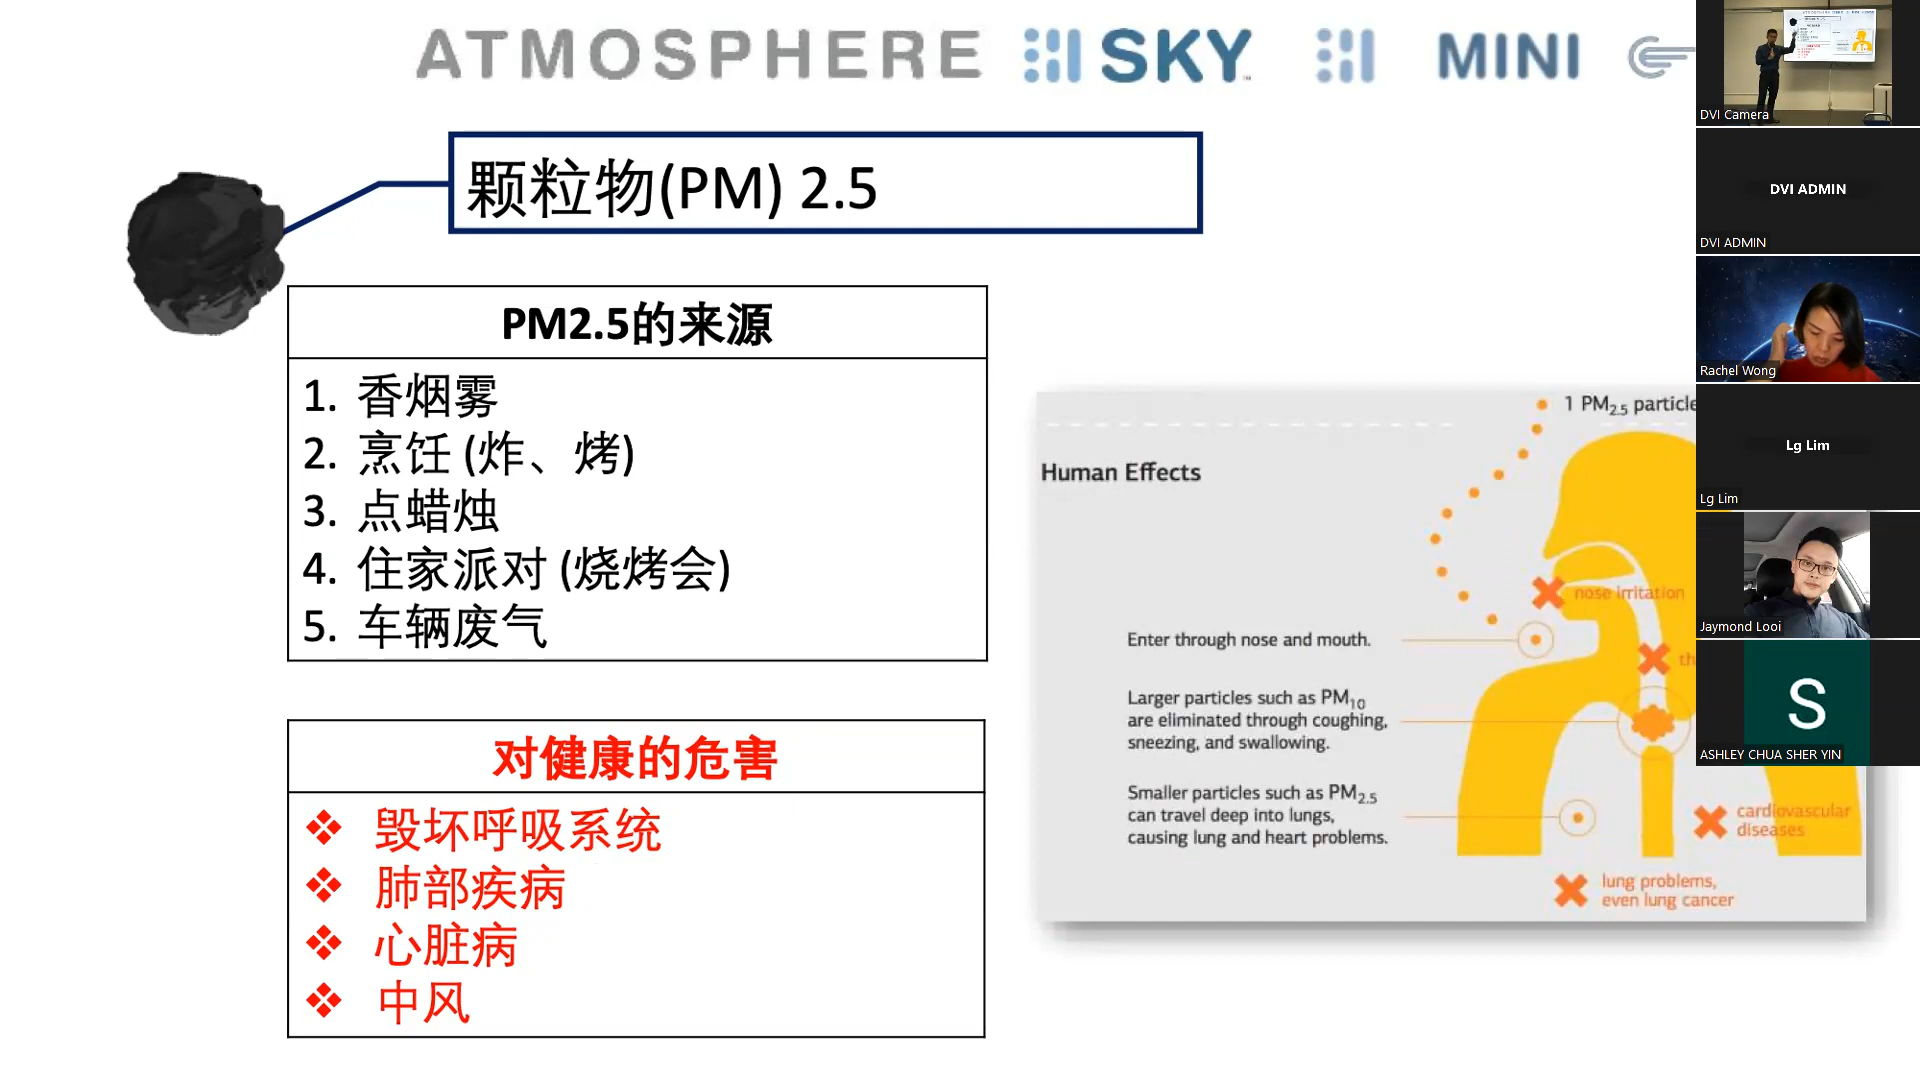 ATMOSPHERE SKY™ MINI
颗粒物(PM) 2.5
PM2.5的来源
1. 香烟雾
2. 烹饪 (炸、烤)
3. 点蜡烛
4. 住家派对 (烧烤会)
5. 车辆废气
对健康的危害
❖ 毁坏呼吸系统
❖ 肺部疾病
❖ 心脏病
❖ 中风
1 PM2.5 particle
Human Effects
nose irritation
Enter through nose and mouth.
th
Larger particles such as PM10
are eliminated through coughing,
sneezing, and swallowing.
Smaller particles such as PM2.5
can travel deep into lungs,
causing lung and heart problems.
cardiovascular
diseases
lung problems,
even lung cancer
DVI Camera
DVI ADMIN
DVI ADMIN
Rachel Wong
Lg Lim
Lg Lim
Jaymond Looi
S
ASHLEY CHUA SHER YIN